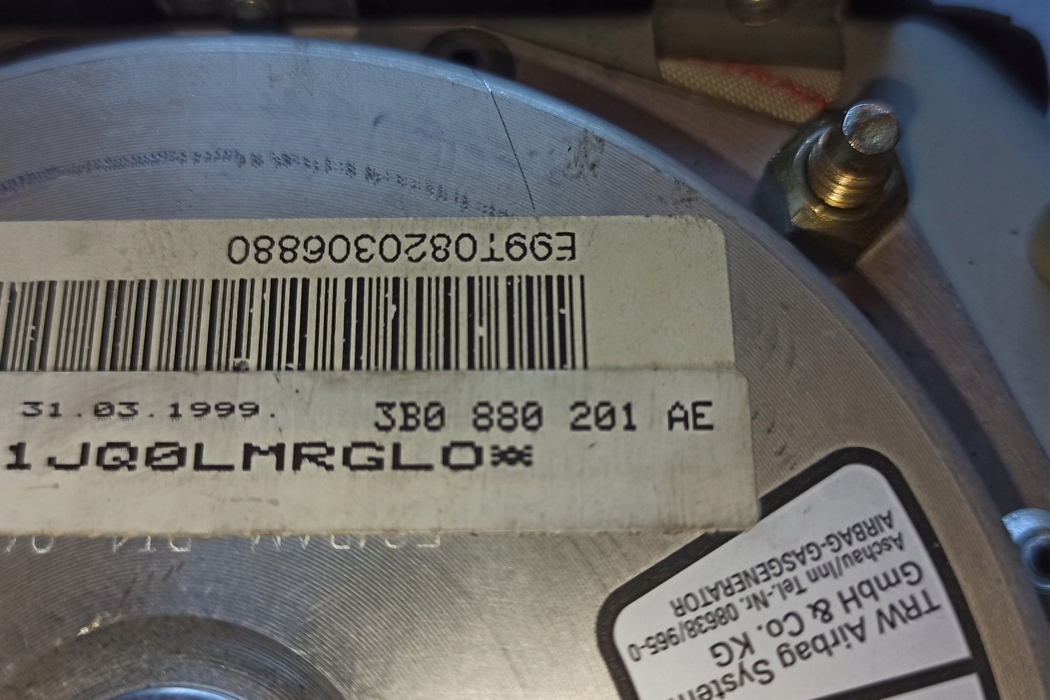 E99T0820306880
31.03.1999. 3B0 880 201 AE
1JQ0LMRGLO*
TRW Airbag System
GmbH & Co. KG
Aschau/Inn Tel.-Nr. 08638/965-0
AIRBAG-GASGENERATOR